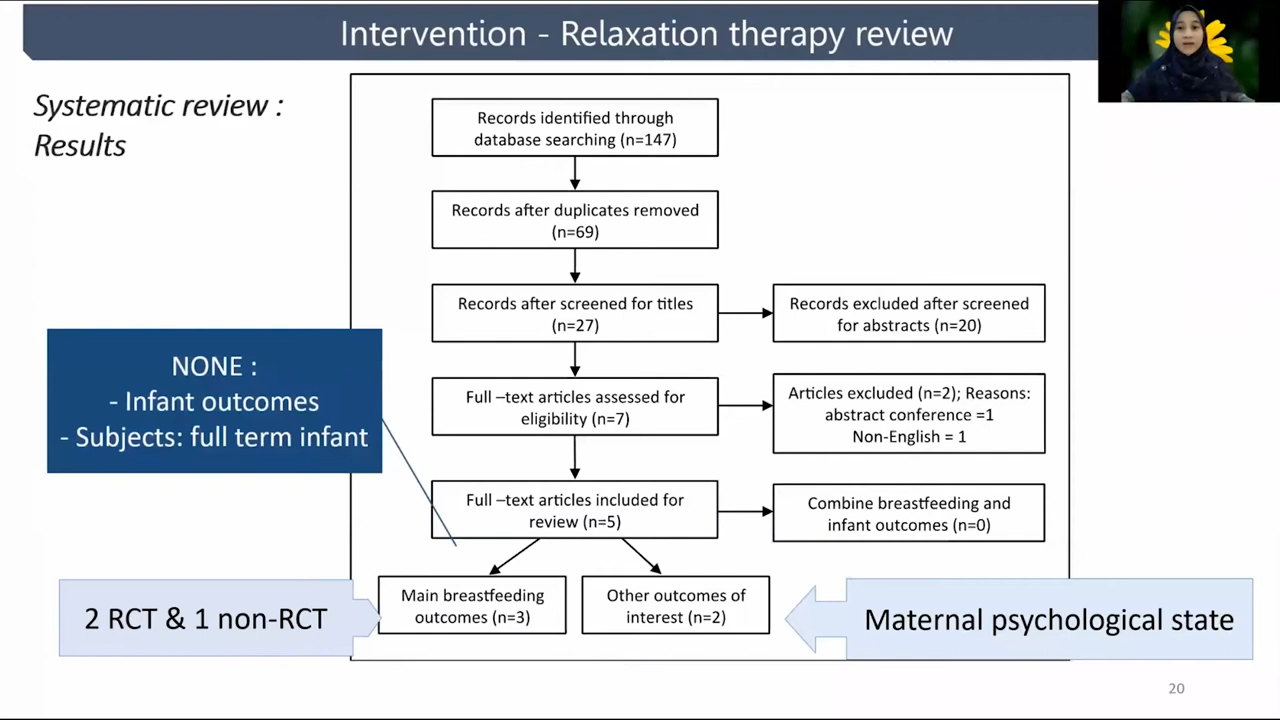 Intervention - Relaxation therapy review
Systematic review :
Results
Records identified through
database searching (n=147)
Records after duplicates removed
(n=69)
Records after screened for titles
(n=27)
Records excluded after screened
for abstracts (n=20)
NONE :
- Infant outcomes
- Subjects: full term infant
Full –text articles assessed for
eligibility (n=7)
Articles excluded (n=2); Reasons:
abstract conference =1
Non-English = 1
Full –text articles included for
review (n=5)
Combine breastfeeding and
infant outcomes (n=0)
2 RCT & 1 non-RCT
Main breastfeeding
outcomes (n=3)
Other outcomes of
interest (n=2)
Maternal psychological state
20